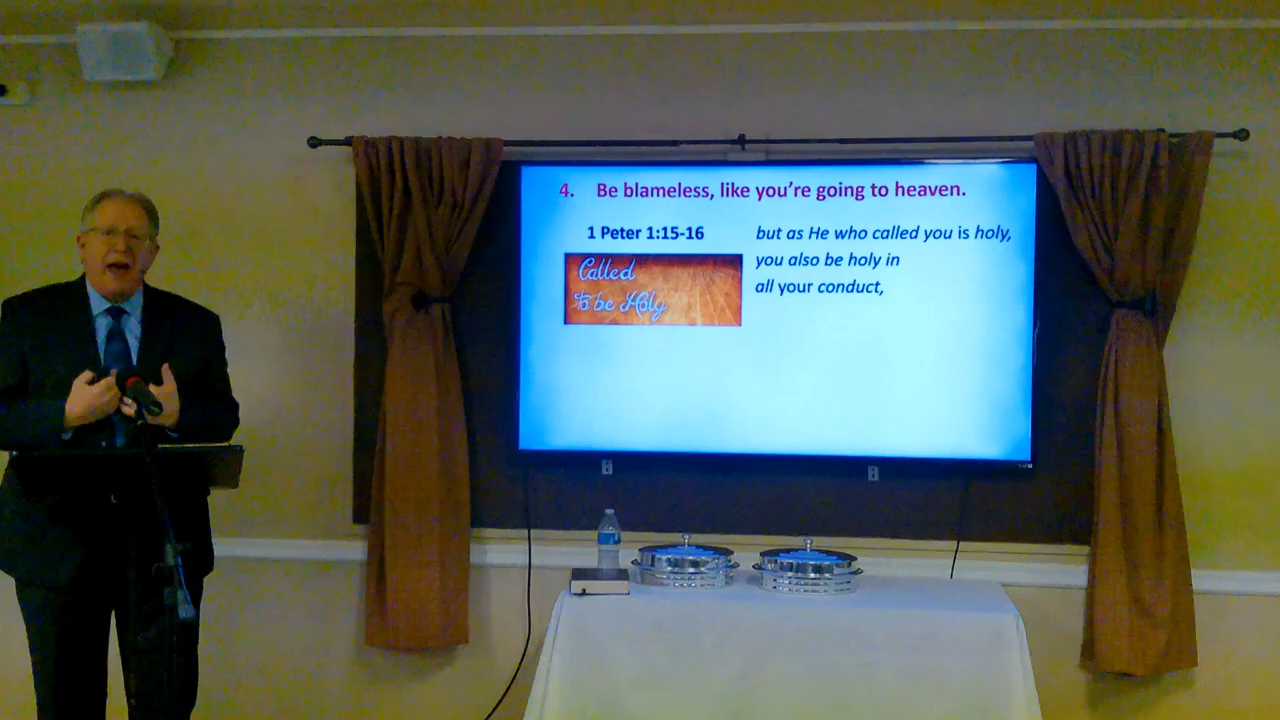 4. Be blameless, like you're going to heaven.
1 Peter 1:15-16
but as He who called you is holy,
you also be holy in
all your conduct,
Called
to be Holy